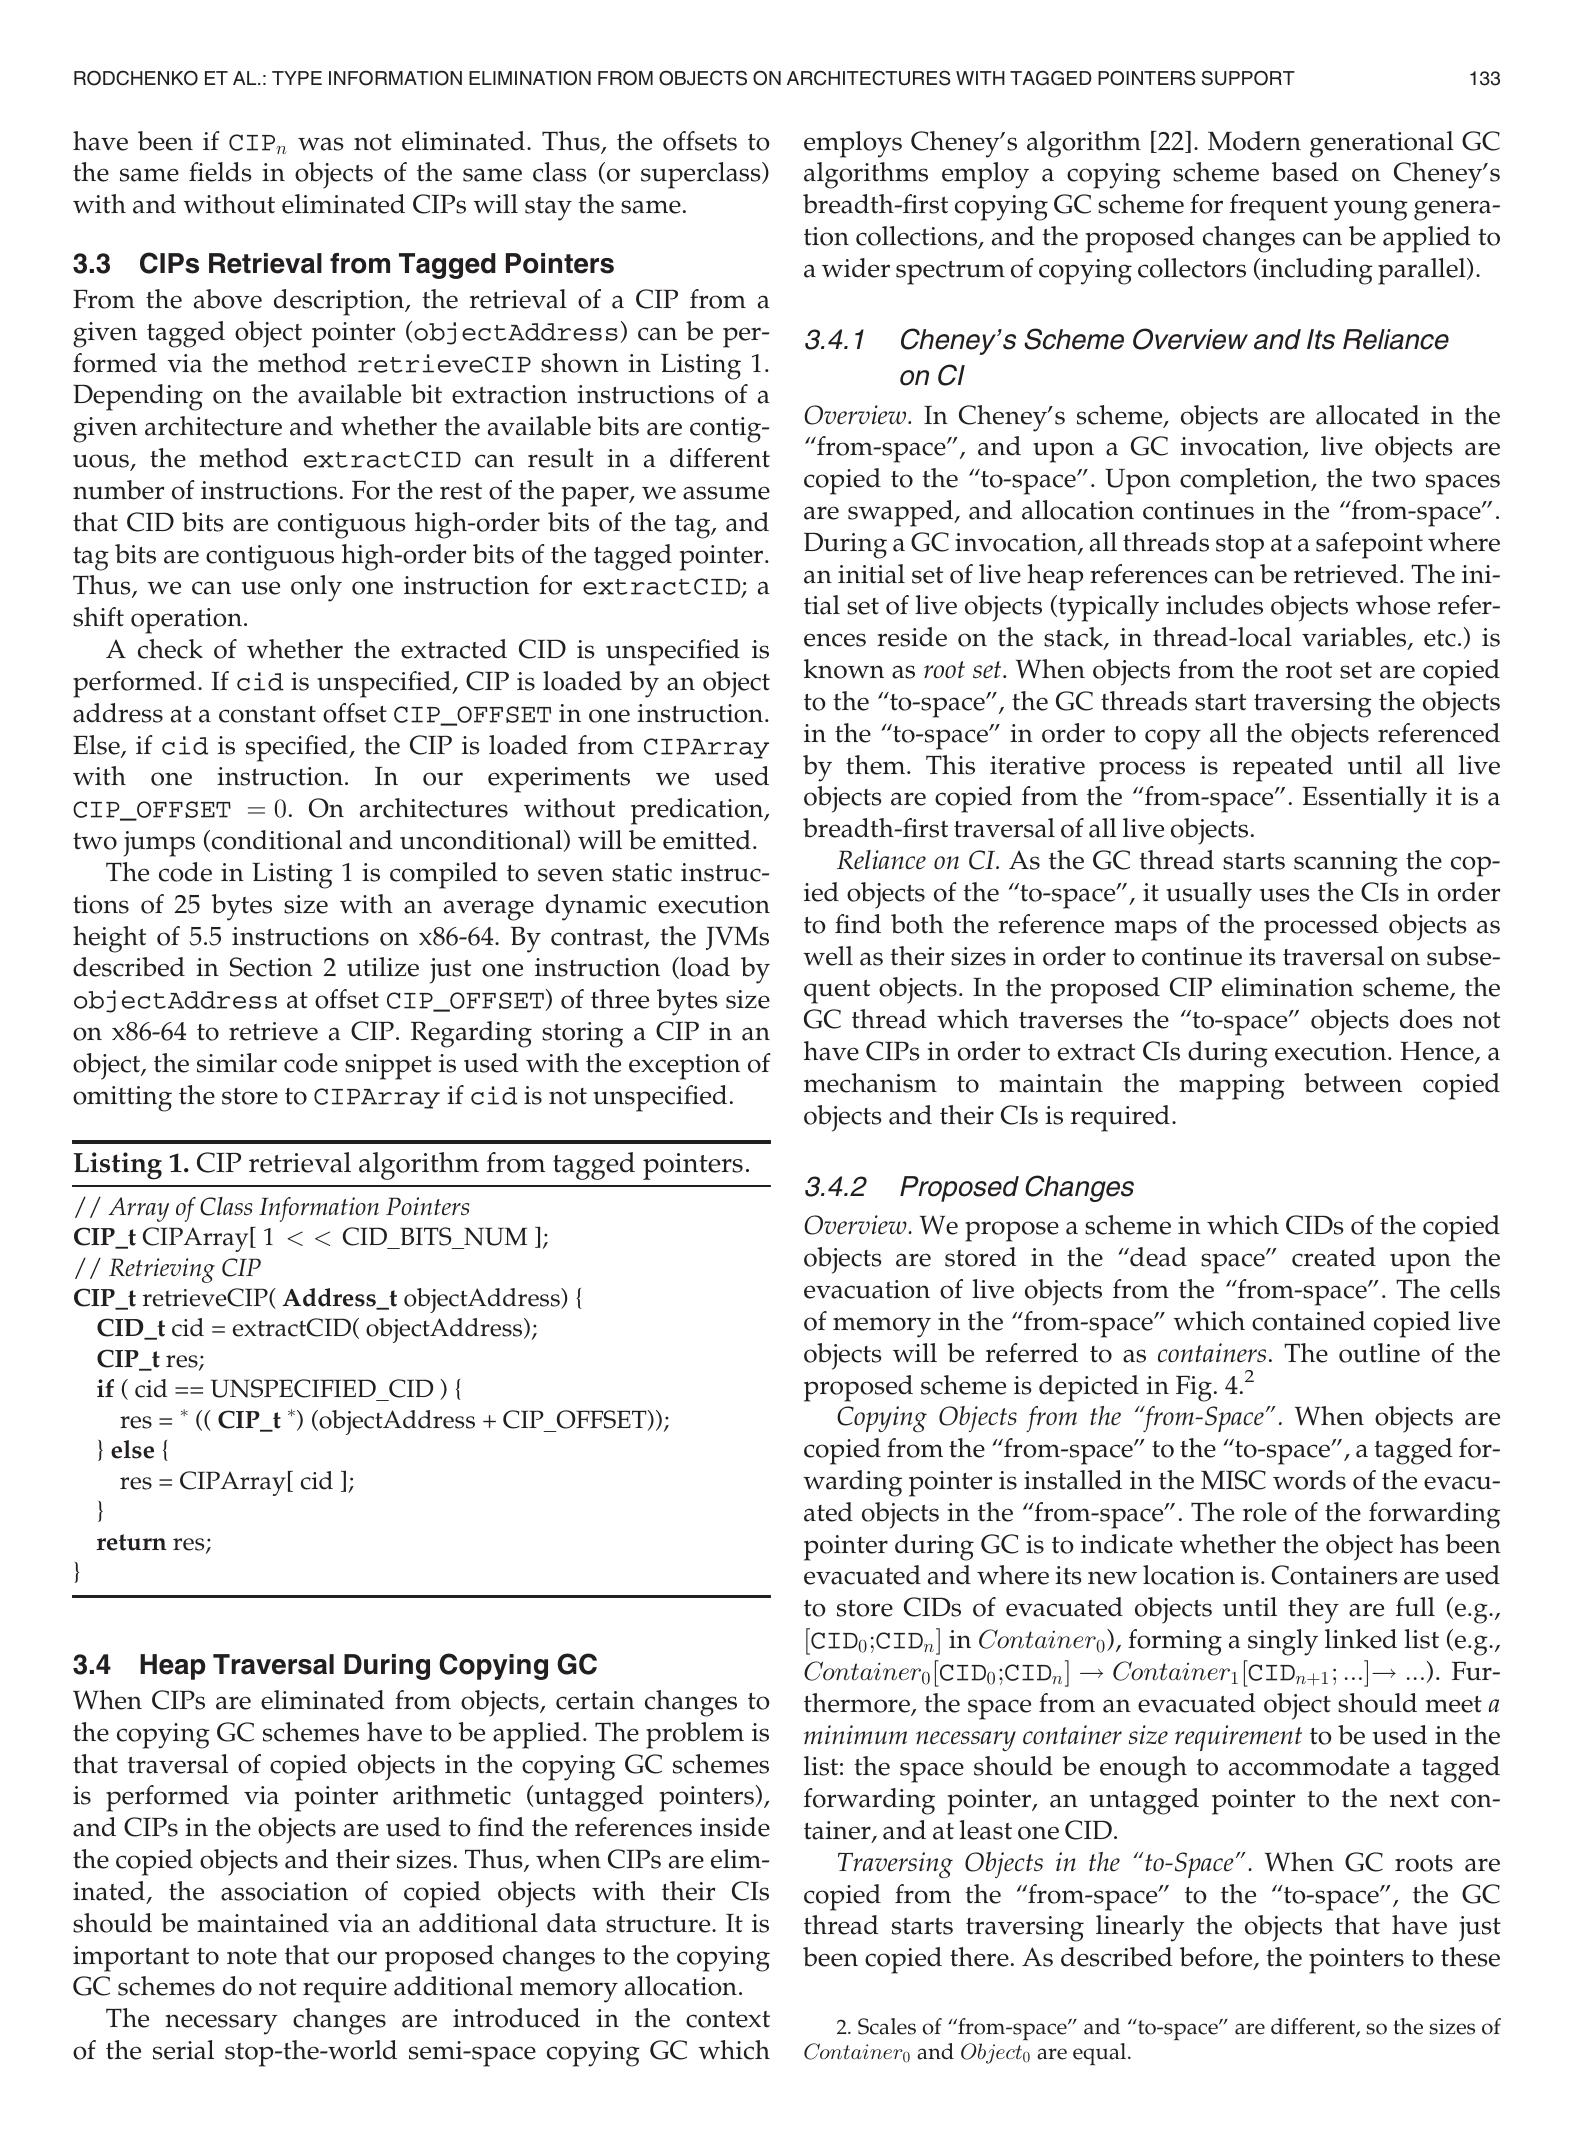 RODCHENKO ET AL.: TYPE INFORMATION ELIMINATION FROM OBJECTS ON ARCHITECTURES WITH TAGGED POINTERS SUPPORT 133
have been if CIPn was not eliminated. Thus, the offsets to
the same fields in objects of the same class (or superclass)
with and without eliminated CIPs will stay the same.
3.3 CIPs Retrieval from Tagged Pointers
From the above description, the retrieval of a CIP from a
given tagged object pointer (objectAddress) can be per-
formed via the method retrieveCIP shown in Listing 1.
Depending on the available bit extraction instructions of a
given architecture and whether the available bits are contig-
uous, the method extractCID can result in a different
number of instructions. For the rest of the paper, we assume
that CID bits are contiguous high-order bits of the tag, and
tag bits are contiguous high-order bits of the tagged pointer.
Thus, we can use only one instruction for extractCID; a
shift operation.
A check of whether the extracted CID is unspecified is
performed. If cid is unspecified, CIP is loaded by an object
address at a constant offset CIP_OFFSET in one instruction.
Else, if cid is specified, the CIP is loaded from CIPArray
with one instruction. In our experiments we used
CIP_OFFSET = 0. On architectures without predication,
two jumps (conditional and unconditional) will be emitted.
The code in Listing 1 is compiled to seven static instruc-
tions of 25 bytes size with an average dynamic execution
height of 5.5 instructions on x86-64. By contrast, the JVMs
described in Section 2 utilize just one instruction (load by
objectAddress at offset CIP_OFFSET) of three bytes size
on x86-64 to retrieve a CIP. Regarding storing a CIP in an
object, the similar code snippet is used with the exception of
omitting the store to CIPArray if cid is not unspecified.
Listing 1. CIP retrieval algorithm from tagged pointers.
// Array of Class Information Pointers
CIP_t CIPArray[ 1 < < CID_BITS_NUM ];
// Retrieving CIP
CIP_t retrieveCIP( Address_t objectAddress) {
CID_t cid = extractCID( objectAddress);
CIP_t res;
if ( cid == UNSPECIFIED_CID ) {
res = * (( CIP_t *) (objectAddress + CIP_OFFSET));
} else {
res = CIPArray[ cid ];
}
return res;
}
3.4 Heap Traversal During Copying GC
When CIPs are eliminated from objects, certain changes to
the copying GC schemes have to be applied. The problem is
that traversal of copied objects in the copying GC schemes
is performed via pointer arithmetic (untagged pointers),
and CIPs in the objects are used to find the references inside
the copied objects and their sizes. Thus, when CIPs are elim-
inated, the association of copied objects with their CIs
should be maintained via an additional data structure. It is
important to note that our proposed changes to the copying
GC schemes do not require additional memory allocation.
The necessary changes are introduced in the context
of the serial stop-the-world semi-space copying GC which
employs Cheney's algorithm [22]. Modern generational GC
algorithms employ a copying scheme based on Cheney's
breadth-first copying GC scheme for frequent young genera-
tion collections, and the proposed changes can be applied to
a wider spectrum of copying collectors (including parallel).
3.4.1 Cheney's Scheme Overview and Its Reliance
on CI
Overview. In Cheney's scheme, objects are allocated in the
"from-space", and upon a GC invocation, live objects are
copied to the "to-space". Upon completion, the two spaces
are swapped, and allocation continues in the "from-space".
During a GC invocation, all threads stop at a safepoint where
an initial set of live heap references can be retrieved. The ini-
tial set of live objects (typically includes objects whose refer-
ences reside on the stack, in thread-local variables, etc.) is
known as root set. When objects from the root set are copied
to the "to-space", the GC threads start traversing the objects
in the "to-space" in order to copy all the objects referenced
by them. This iterative process is repeated until all live
objects are copied from the "from-space". Essentially it is a
breadth-first traversal of all live objects.
Reliance on CI. As the GC thread starts scanning the cop-
ied objects of the "to-space", it usually uses the CIs in order
to find both the reference maps of the processed objects as
well as their sizes in order to continue its traversal on subse-
quent objects. In the proposed CIP elimination scheme, the
GC thread which traverses the "to-space" objects does not
have CIPs in order to extract CIs during execution. Hence, a
mechanism to maintain the mapping between copied
objects and their CIs is required.
3.4.2 Proposed Changes
Overview. We propose a scheme in which CIDs of the copied
objects are stored in the "dead space" created upon the
evacuation of live objects from the "from-space". The cells
of memory in the "from-space" which contained copied live
objects will be referred to as containers. The outline of the
proposed scheme is depicted in Fig. 4.2
Copying Objects from the "from-Space". When objects are
copied from the "from-space" to the "to-space", a tagged for-
warding pointer is installed in the MISC words of the evacu-
ated objects in the "from-space". The role of the forwarding
pointer during GC is to indicate whether the object has been
evacuated and where its new location is. Containers are used
to store CIDs of evacuated objects until they are full (e.g.,
[CID0;CIDn] in Container0), forming a singly linked list (e.g.,
Container0[CID0;CIDn] → Container1[CIDn+1; ...]→ ...). Fur-
thermore, the space from an evacuated object should meet a
minimum necessary container size requirement to be used in the
list: the space should be enough to accommodate a tagged
forwarding pointer, an untagged pointer to the next con-
tainer, and at least one CID.
Traversing Objects in the "to-Space". When GC roots are
copied from the "from-space" to the "to-space", the GC
thread starts traversing linearly the objects that have just
been copied there. As described before, the pointers to these
2. Scales of "from-space" and "to-space" are different, so the sizes of
Container0 and Object0 are equal.